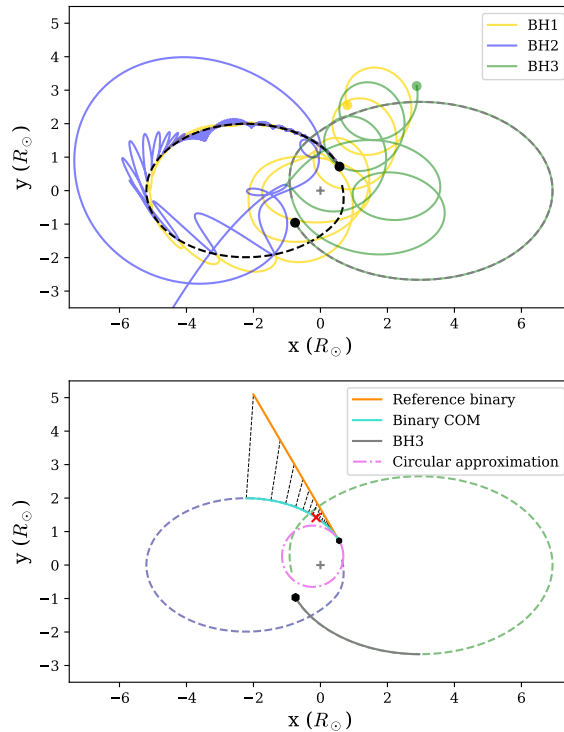 5
4
3
2
1
0
−1
−2
−3
y (R⊙)
−6
−4
−2
0
2
4
6
x (R⊙)
BH1
BH2
BH3
5
4
3
2
1
0
−1
−2
−3
y (R⊙)
−6
−4
−2
0
2
4
6
x (R⊙)
Reference binary
Binary COM
BH3
Circular approximation